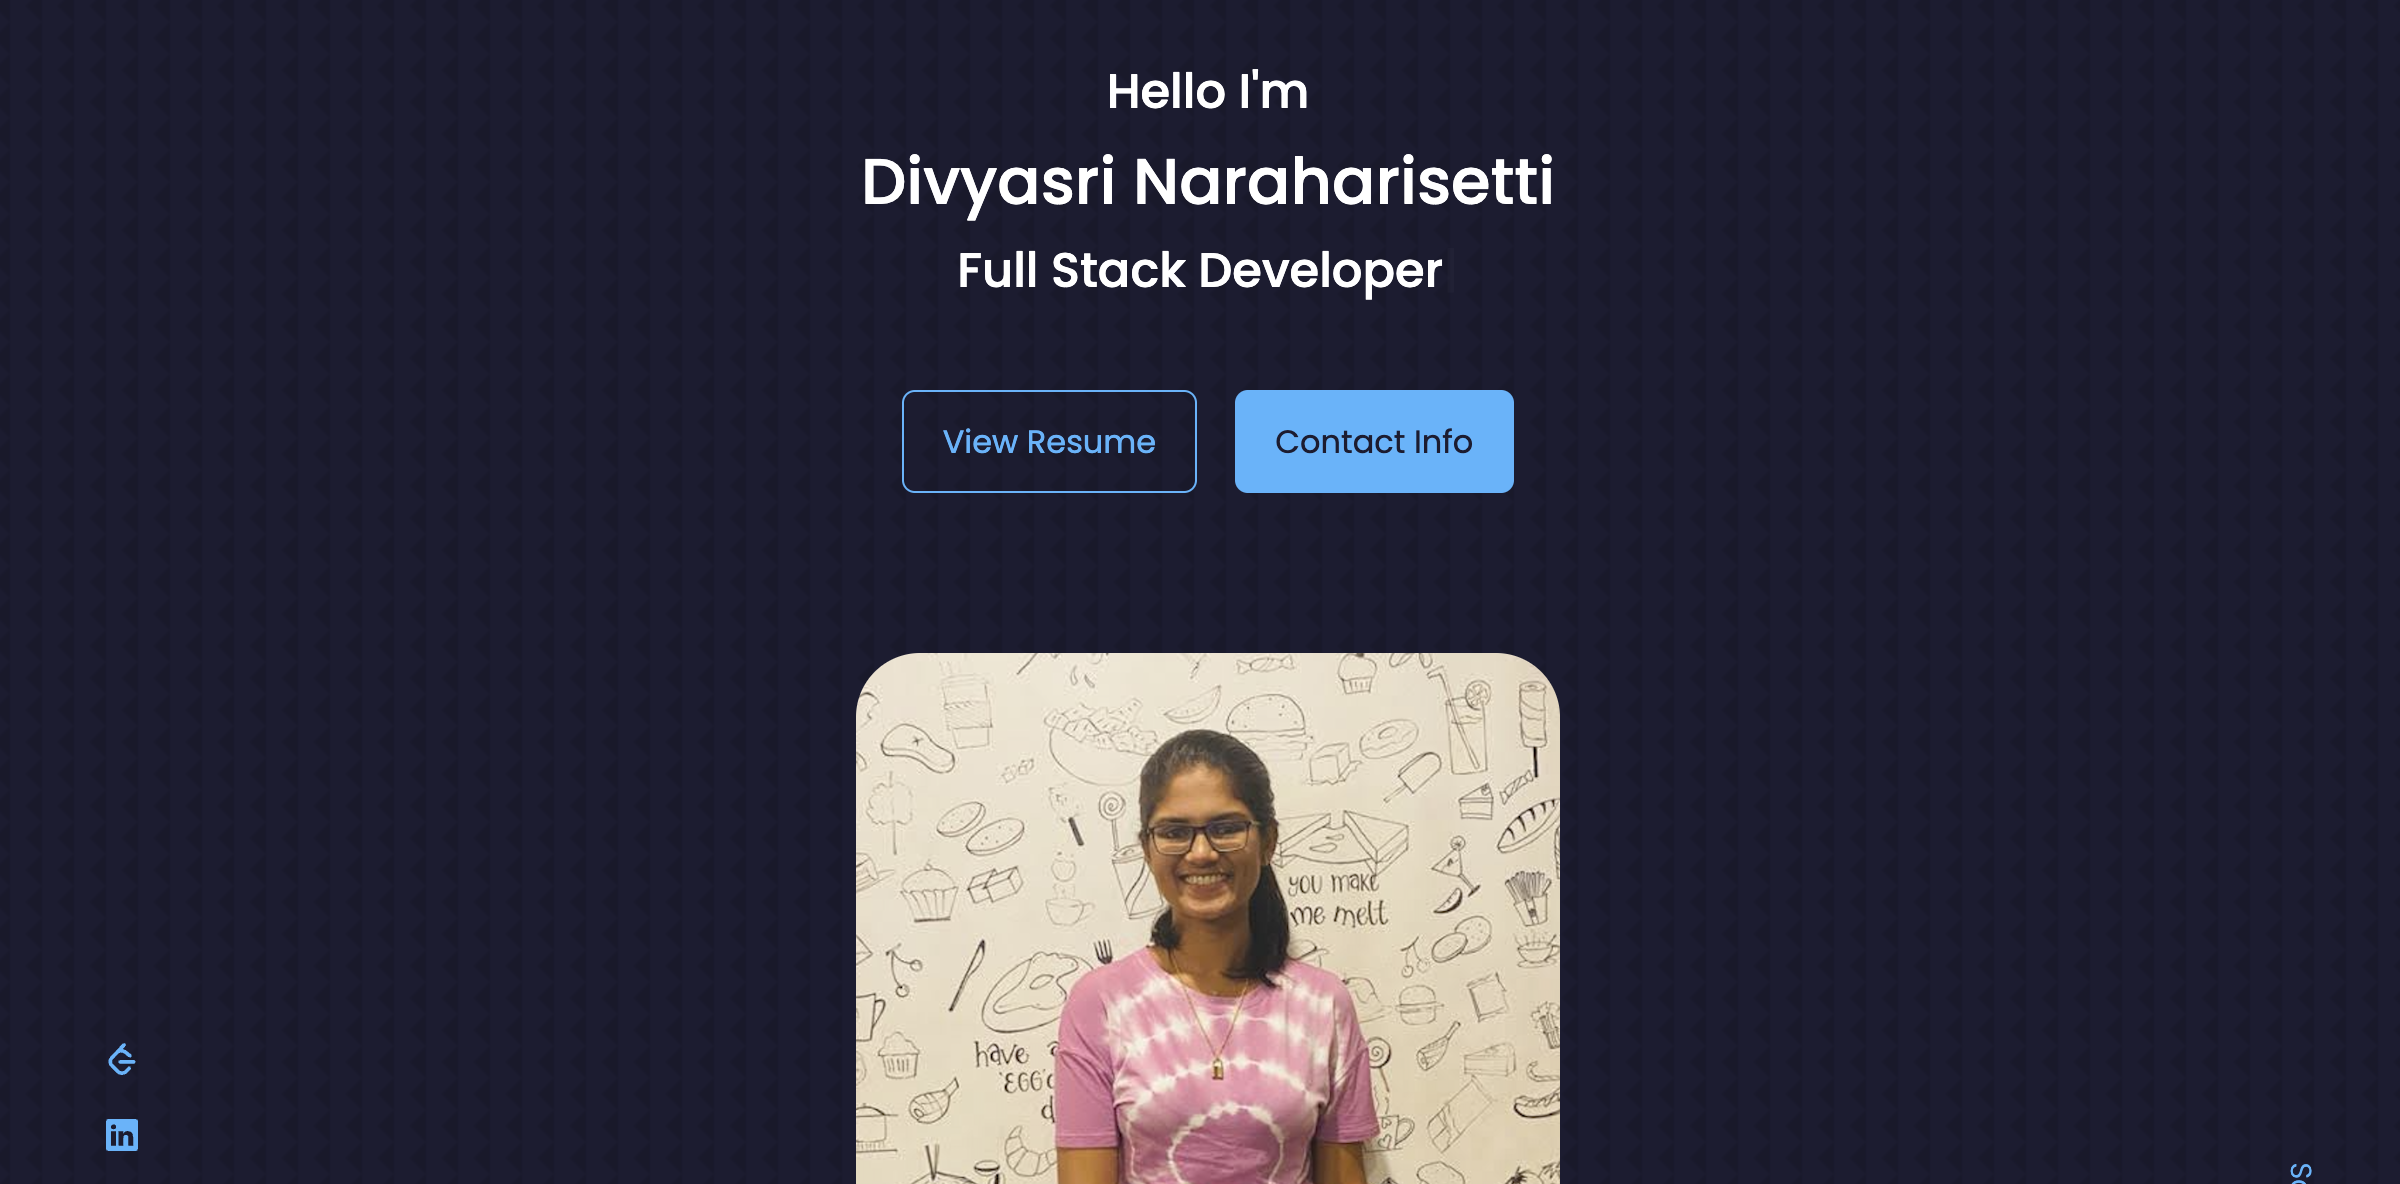 Hello I'm
Divyasri Naraharisetti
Full Stack Developer
View Resume
Contact Info
you make
me melt
have
'EGG'
in